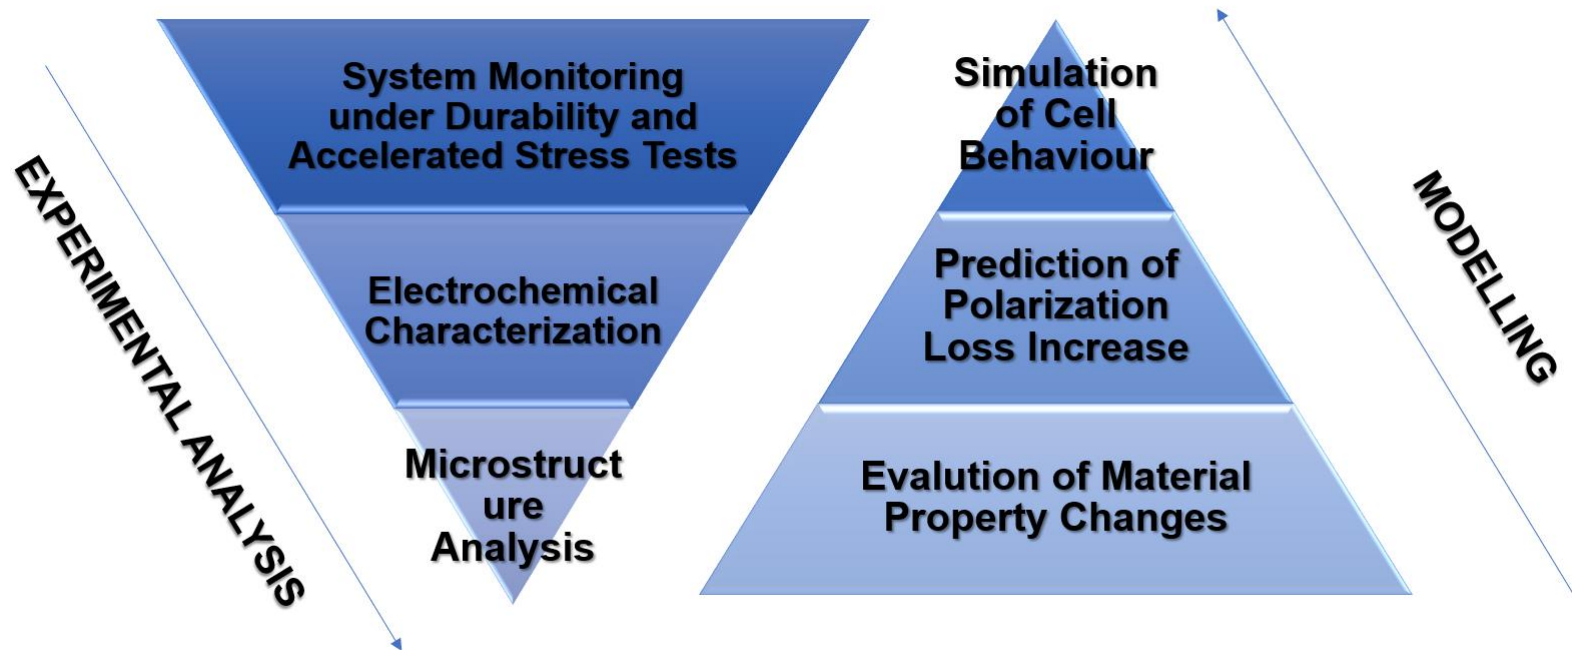 EXPERIMENTAL ANALYSIS
System Monitoring
under Durability and
Accelerated Stress Tests
Electrochemical
Characterization
Microstruct
ure
Analysis
Simulation
of Cell
Behaviour
Prediction of
Polarization
Loss Increase
Evalution of Material
Property Changes
MODELLING